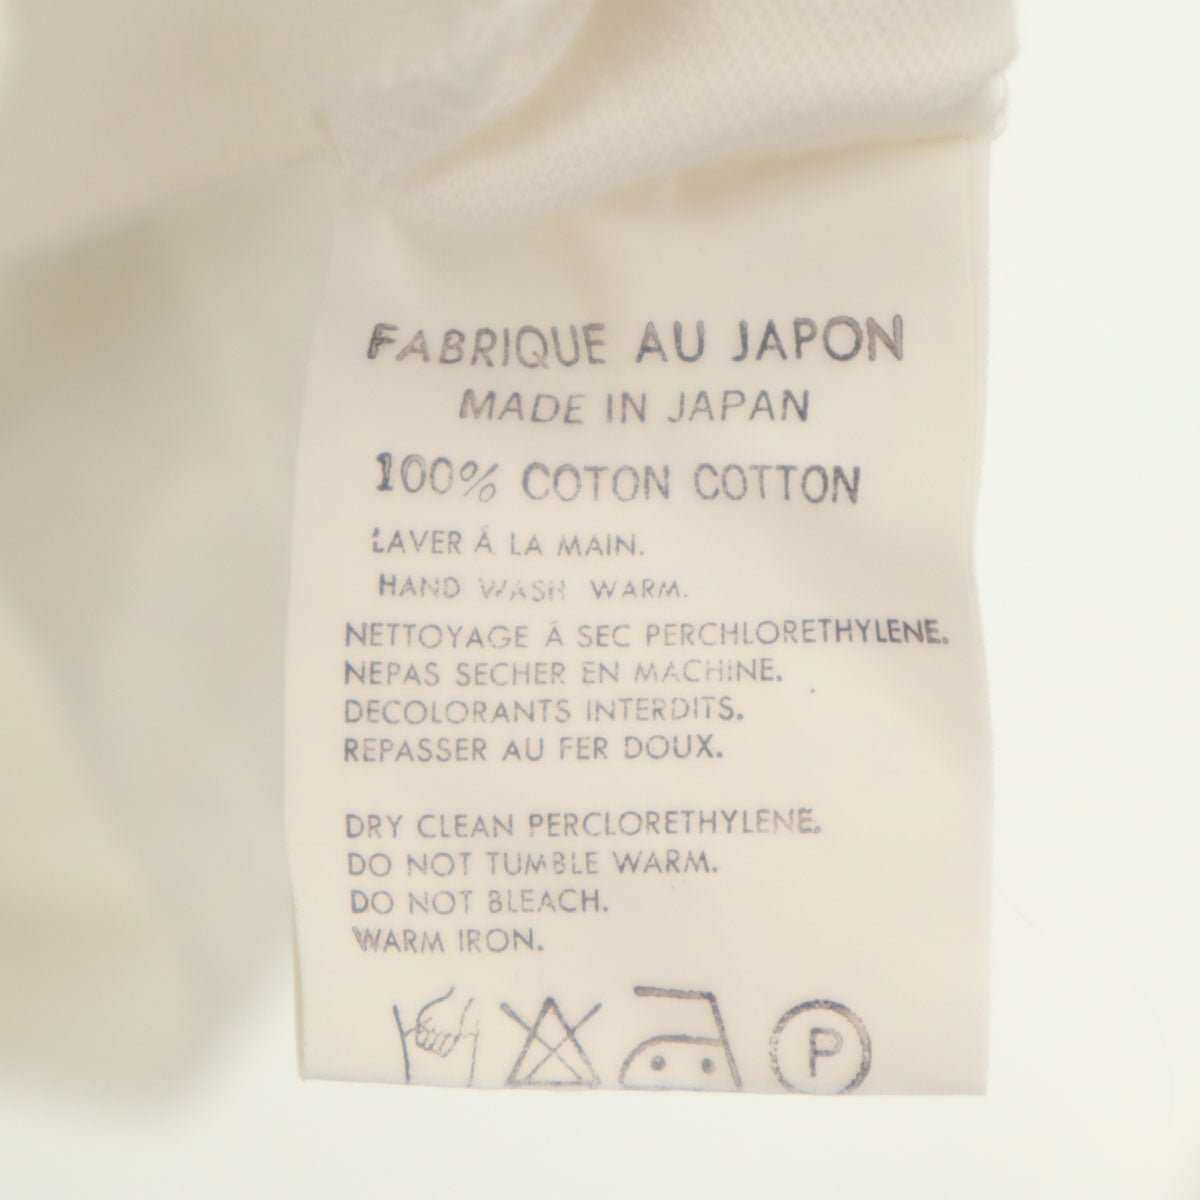 FABRIQUE AU JAPON
MADE IN JAPAN
100% COTON COTTON
LAVER Á LA MAIN.
HAND WASH WARM.
NETTOYAGE Á SEC PERCHLORETHYLENE.
NEPAS SECHER EN MACHINE.
DECOLORANTS INTERDITS.
REPASSER AU FER DOUX.
DRY CLEAN PERCLORETHYLENE.
DO NOT TUMBLE WARM.
DO NOT BLEACH.
WARM IRON.
P